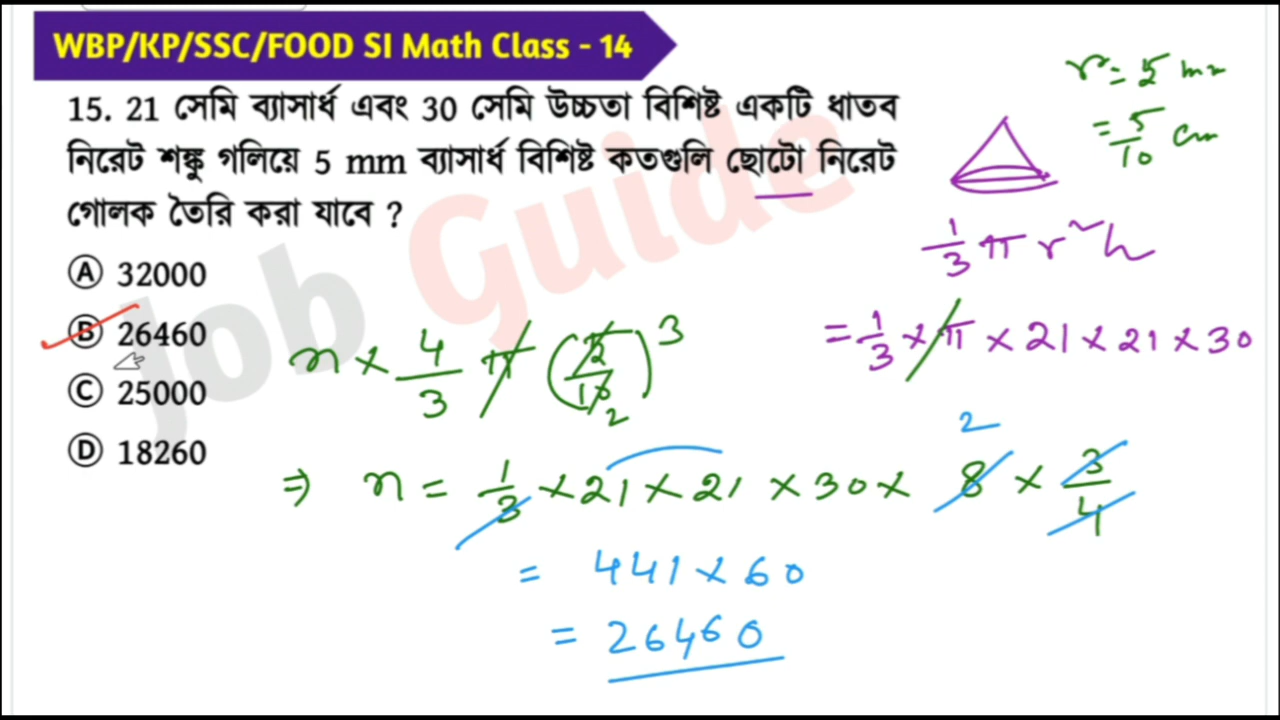 WBP/KP/SSC/FOOD SI Math Class - 14
15. 21 সেমি ব্যাসার্ধ এবং 30 সেমি উচ্চতা বিশিষ্ট একটি ধাতব
নিরেট শঙ্কু গলিয়ে 5 mm ব্যাসার্ধ বিশিষ্ট কতগুলি ছোটো নিরেট
গোলক তৈরি করা যাবে ?
Ⓐ 32000
Ⓑ 26460
Ⓒ 25000
Ⓓ 18260
Job Guide
r = 5 mm
= 5/10 cm
1/3 π r² h
= 1/3 × π × 21 × 21 × 30
n × 4/3 π (5/10)³
2
2
⇒ n = 1/3 × 21 × 21 × 30 × 8 × 3/4
= 441 × 60
= 26460